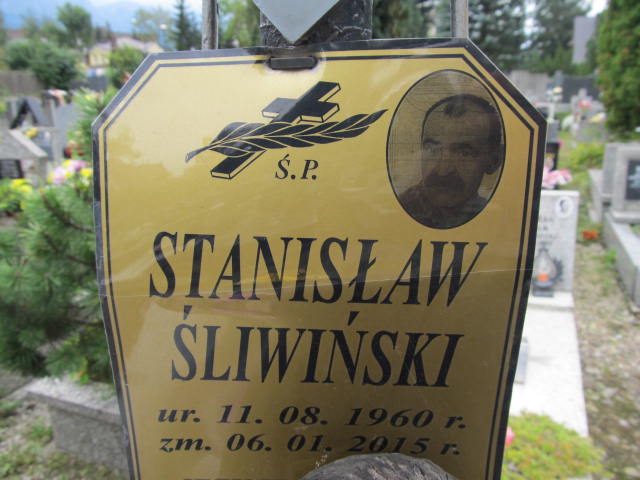 Ś.P.
STANISŁAW
ŚLIWIŃSKI
ur. 11. 08. 1960 r.
zm. 06. 01. 2015 r.